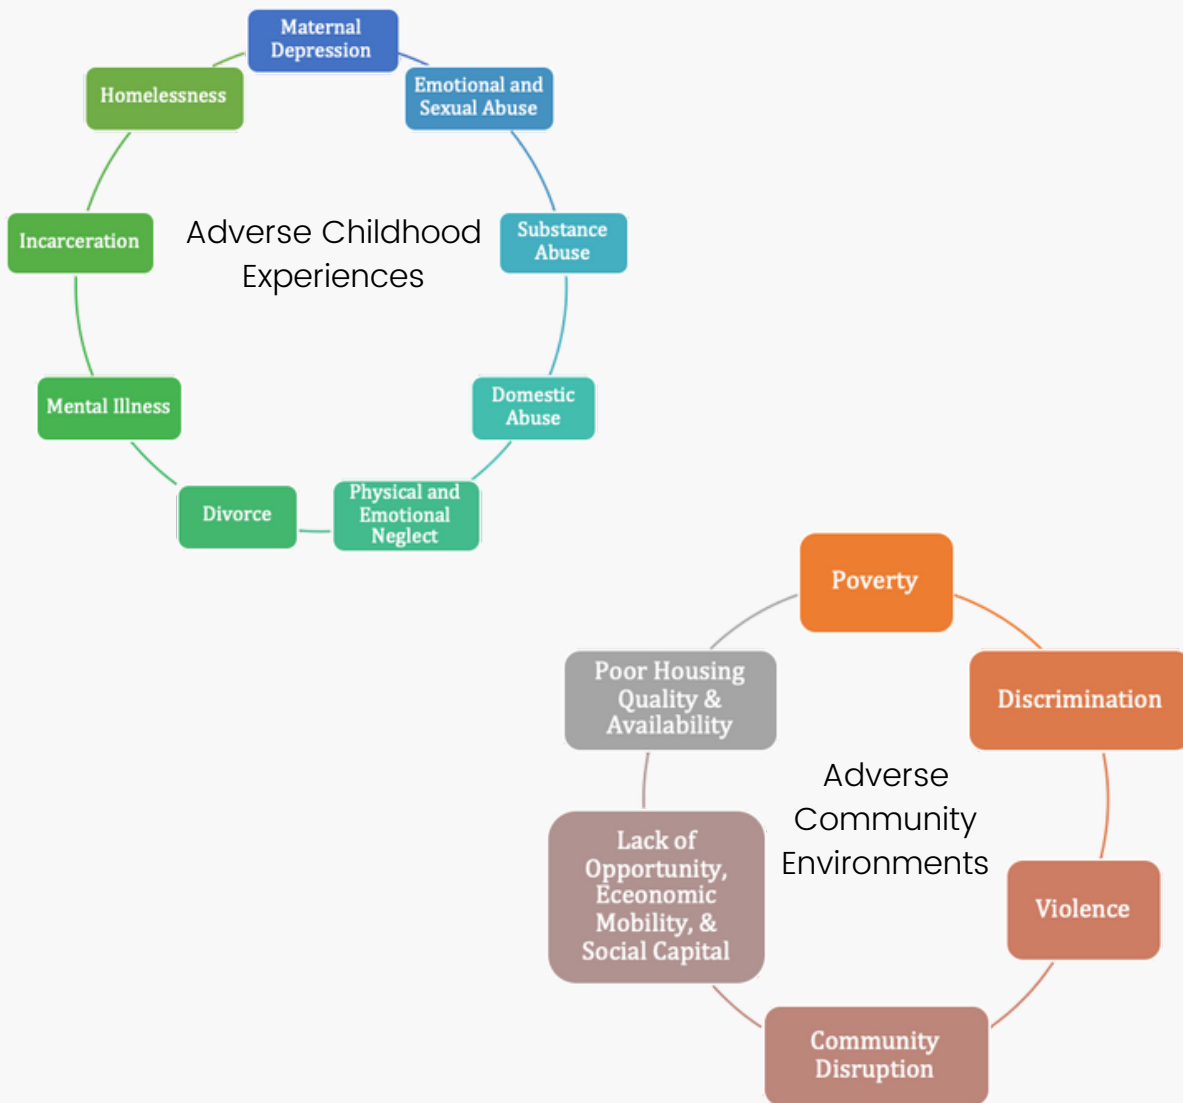 Maternal
Depression
Emotional and
Sexual Abuse
Homelessness
Substance
Abuse
Incarceration
Adverse Childhood
Experiences
Domestic
Abuse
Mental Illness
Physical and
Emotional
Neglect
Divorce
Poverty
Poor Housing
Quality &
Availability
Discrimination
Adverse
Community
Environments
Lack of
Opportunity,
Eceonomic
Mobility, &
Social Capital
Violence
Community
Disruption